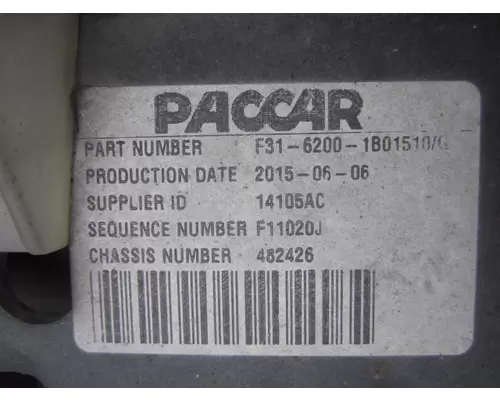 PACCAR
PART NUMBER F31-6200-1B01510/G
PRODUCTION DATE 2015-06-06
SUPPLIER ID 14105AC
SEQUENCE NUMBER F11020J
CHASSIS NUMBER 482426